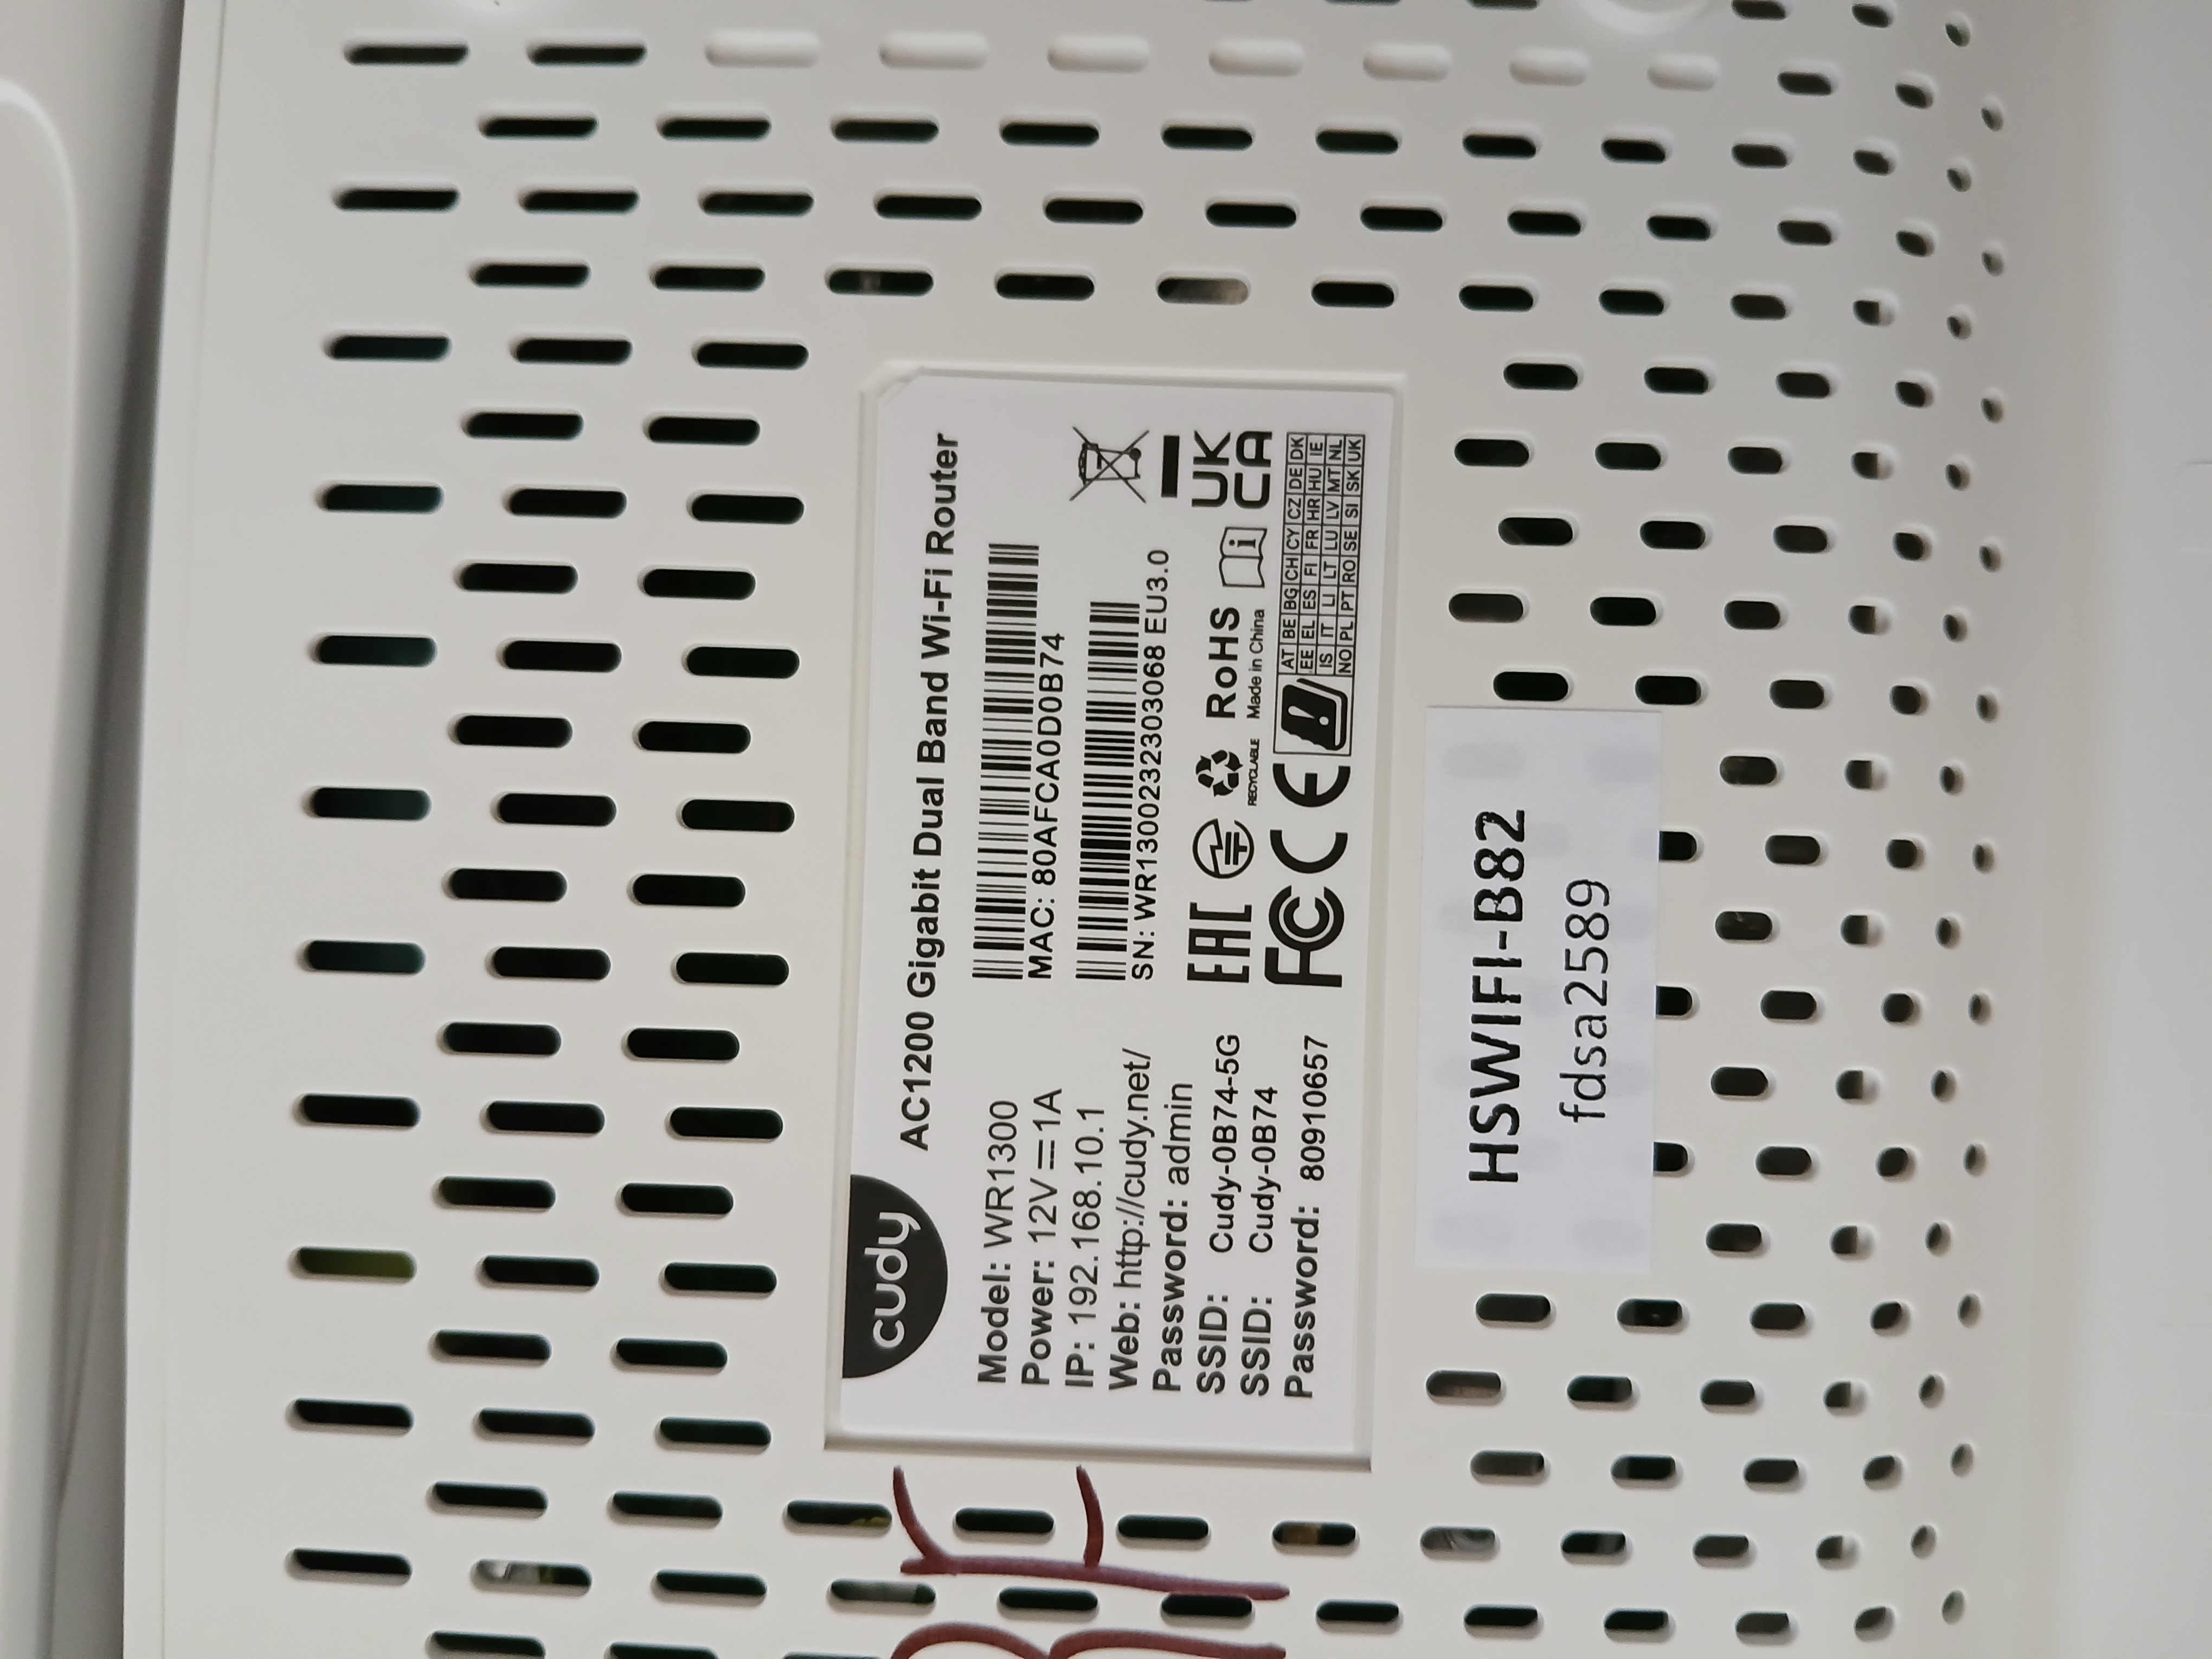 cudy
AC1200 Gigabit Dual Band Wi-Fi Router
Model: WR1300
Power: 12V⎓1A
IP: 192.168.10.1
Web: http://cudy.net/
Password: admin
SSID: Cudy-0B74-5G
SSID: Cudy-0B74
Password: 80910657
MAC: 80AFCA0D0B74
SN: WR1300232303068 EU3.0
EAC
RECYCLABLE
RoHS
Made in China
UK
CA
FC CE
AT BE BG CH CY CZ DE DK
EE EL ES FI FR HR HU IE
IS IT LI LT LU LV MT NL
NO PL PT RO SE SI SK UK
HSWIFI-B82
fdsa2589